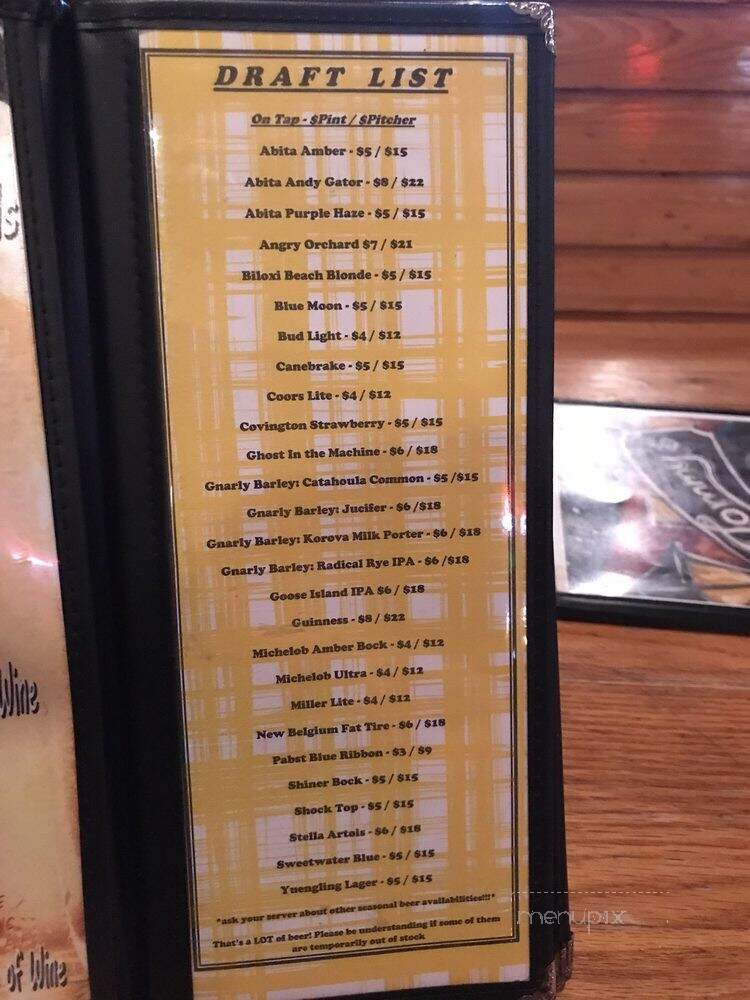 DRAFT LIST
On Tap - $Pint / $Pitcher
Abita Amber - $5 / $15
Abita Andy Gator - $8 / $22
Abita Purple Haze - $5 / $15
Angry Orchard $7 / $21
Biloxi Beach Blonde - $5 / $15
Blue Moon - $5 / $15
Bud Light - $4 / $12
Canebrake - $5 / $15
Coors Lite - $4 / $12
Covington Strawberry - $5 / $15
Ghost In the Machine - $6 / $18
Gnarly Barley: Catahoula Common - $5 /$15
Gnarly Barley: Jucifer - $6 /$18
Gnarly Barley: Korova Milk Porter - $6 / $18
Gnarly Barley: Radical Rye IPA - $6 /$18
Goose Island IPA $6 / $18
Guinness - $8 / $22
Michelob Amber Bock - $4 / $12
Michelob Ultra - $4 / $12
Miller Lite - $4 / $12
New Belgium Fat Tire - $6 / $18
Pabst Blue Ribbon - $3 / $9
Shiner Bock - $5 / $15
Shock Top - $5 / $15
Stella Artois - $6 / $18
Sweetwater Blue - $5 / $15
Yuengling Lager - $5 / $15
*ask your server about other seasonal beer availabilities!!!*
That's a LOT of beer! Please be understanding if some of them
are temporarily out of stock
menupix